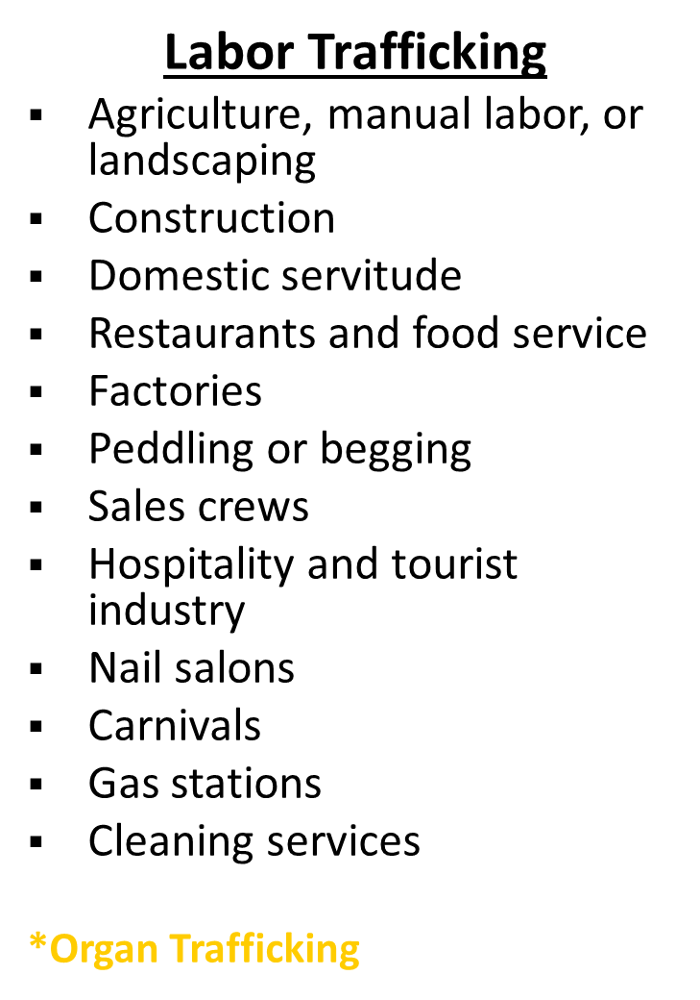 Labor Trafficking
▪ Agriculture, manual labor, or
landscaping
▪ Construction
▪ Domestic servitude
▪ Restaurants and food service
▪ Factories
▪ Peddling or begging
▪ Sales crews
▪ Hospitality and tourist
industry
▪ Nail salons
▪ Carnivals
▪ Gas stations
▪ Cleaning services
*Organ Trafficking